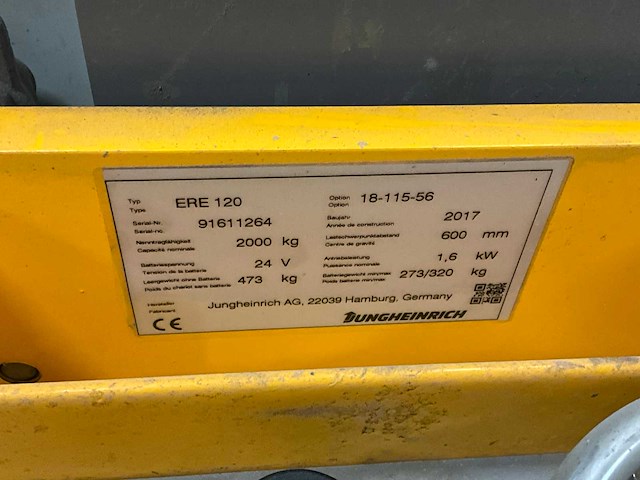 Typ Type ERE 120 Option Option 18-115-56
Serial-Nr. Serial-no. 91611264 Baujahr Année de construction 2017
Nenntragfähigkeit Capacité nominale 2000 kg Lastschwerpunktabstand Centre de gravité 600 mm
Batteriespannung Tension de la batterie 24 V Antriebsleistung Puissance nominale 1,6 kW
Leergewicht ohne Batterie Poids du chariot sans batterie 473 kg Batteriegewicht min/max Poids batterie min/max 273/320 kg
Hersteller Fabricant Jungheinrich AG, 22039 Hamburg, Germany
CE JUNGHEINRICH